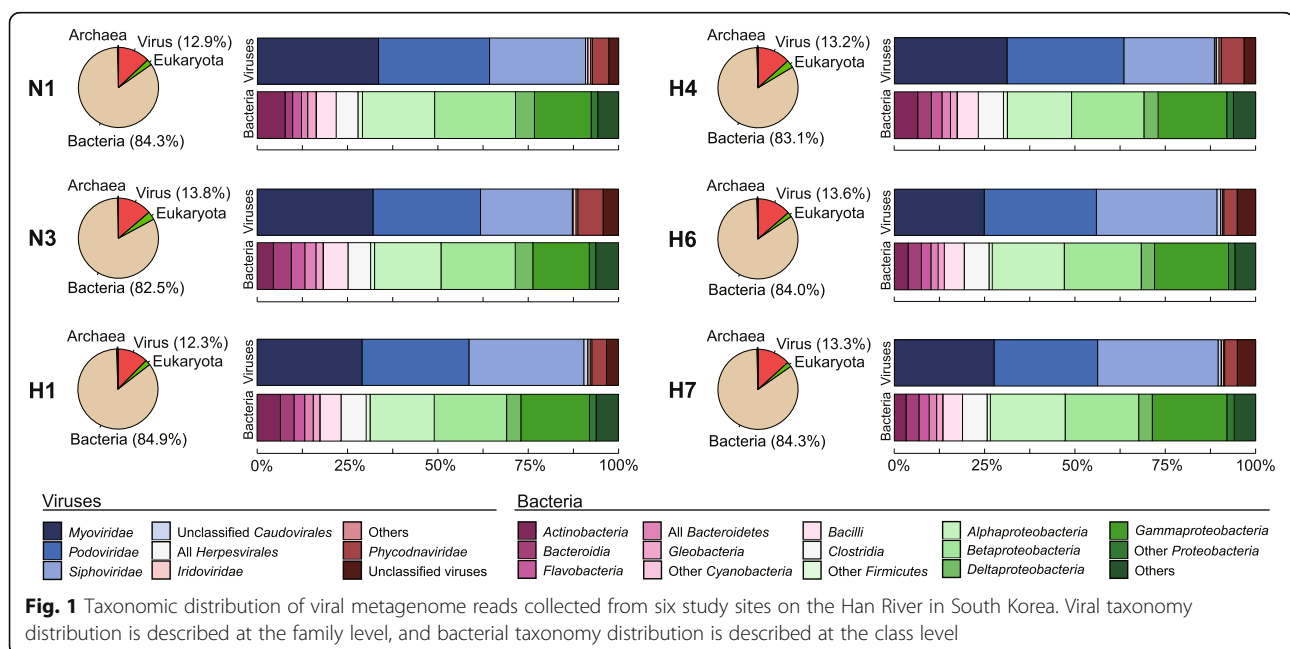 Archaea
Virus (12.9%)
Eukaryota
N1
Bacteria (84.3%)
Viruses
Bacteria
Archaea
Virus (13.2%)
Eukaryota
H4
Bacteria (83.1%)
Viruses
Bacteria
Archaea
Virus (13.8%)
Eukaryota
N3
Bacteria (82.5%)
Viruses
Bacteria
Archaea
Virus (13.6%)
Eukaryota
H6
Bacteria (84.0%)
Viruses
Bacteria
Archaea
Virus (12.3%)
Eukaryota
H1
Bacteria (84.9%)
Viruses
Bacteria
0% 25% 50% 75% 100%
Archaea
Virus (13.3%)
Eukaryota
H7
Bacteria (84.3%)
Viruses
Bacteria
0% 25% 50% 75% 100%
Viruses
Myoviridae
Podoviridae
Siphoviridae
Unclassified Caudovirales
All Herpesvirales
Iridoviridae
Others
Phycodnaviridae
Unclassified viruses
Bacteria
Actinobacteria
Bacteroidia
Flavobacteria
All Bacteroidetes
Gleobacteria
Other Cyanobacteria
Bacilli
Clostridia
Other Firmicutes
Alphaproteobacteria
Betaproteobacteria
Deltaproteobacteria
Gammaproteobacteria
Other Proteobacteria
Others
Fig. 1 Taxonomic distribution of viral metagenome reads collected from six study sites on the Han River in South Korea. Viral taxonomy
distribution is described at the family level, and bacterial taxonomy distribution is described at the class level